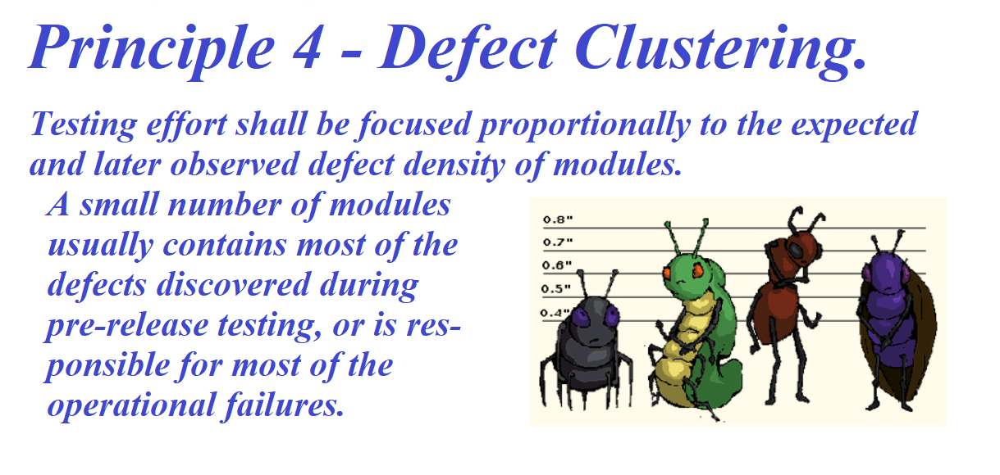 Principle 4 - Defect Clustering.
Testing effort shall be focused proportionally to the expected
and later observed defect density of modules.
A small number of modules
usually contains most of the
defects discovered during
pre-release testing, or is res-
ponsible for most of the
operational failures.
0.8"
0.7"
0.6"
0.5"
0.4"